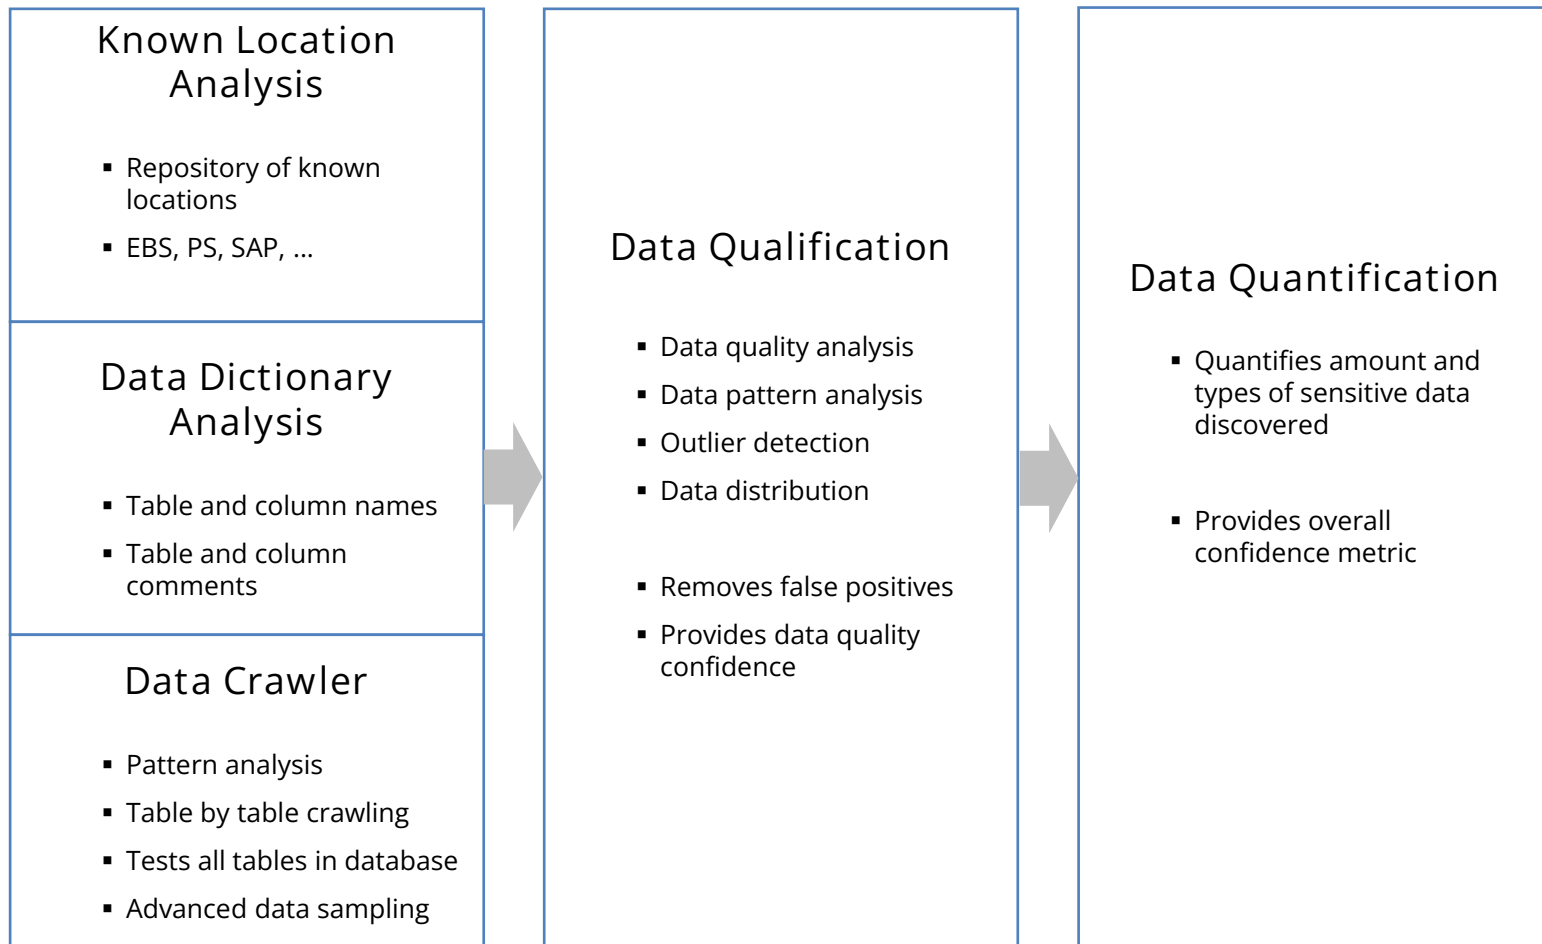 Known Location
Analysis
▪ Repository of known
locations
▪ EBS, PS, SAP, ...
Data Dictionary
Analysis
▪ Table and column names
▪ Table and column
comments
Data Crawler
▪ Pattern analysis
▪ Table by table crawling
▪ Tests all tables in database
▪ Advanced data sampling
Data Qualification
▪ Data quality analysis
▪ Data pattern analysis
▪ Outlier detection
▪ Data distribution
▪ Removes false positives
▪ Provides data quality
confidence
Data Quantification
▪ Quantifies amount and
types of sensitive data
discovered
▪ Provides overall
confidence metric